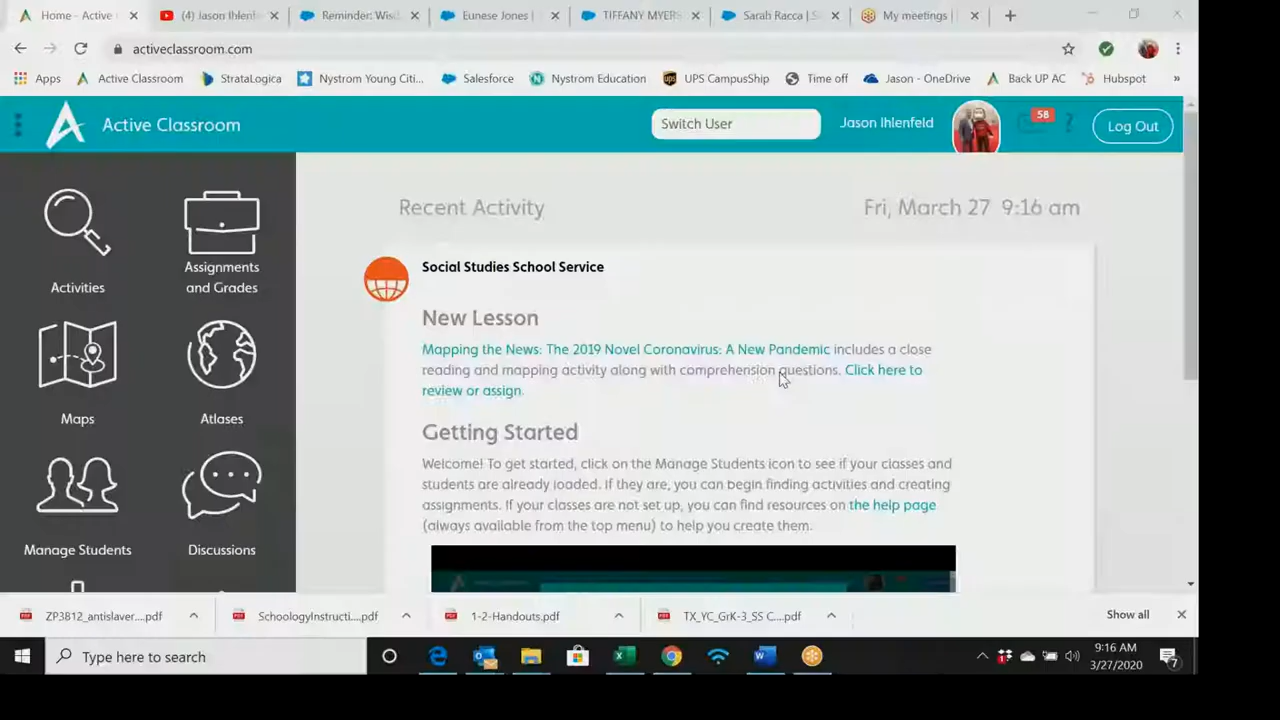 Home - Active
(4) Jason Ihlenf
Reminder: Wis
Eunese Jones |
TIFFANY MYERS
Sarah Racca | S
My meetings |
activeclassroom.com
Apps
Active Classroom
StrataLogica
Nystrom Young Citi...
Salesforce
Nystrom Education
UPS CampusShip
Time off
Jason - OneDrive
Back UP AC
Hubspot
»
Active Classroom
Switch User
Jason Ihlenfeld
58
?
Log Out
Activities
Assignments
and Grades
Maps
Atlases
Manage Students
Discussions
Recent Activity
Fri, March 27 9:16 am
Social Studies School Service
New Lesson
Mapping the News: The 2019 Novel Coronavirus: A New Pandemic includes a close
reading and mapping activity along with comprehension questions. Click here to
review or assign.
Getting Started
Welcome! To get started, click on the Manage Students icon to see if your classes and
students are already loaded. If they are, you can begin finding activities and creating
assignments. If your classes are not set up, you can find resources on the help page
(always available from the top menu) to help you create them.
ZP3812_antislaver....pdf
SchoologyInstructi....pdf
1-2-Handouts.pdf
TX_YC_GrK-3_SS C....pdf
Show all
Type here to search
9:16 AM
3/27/2020
7